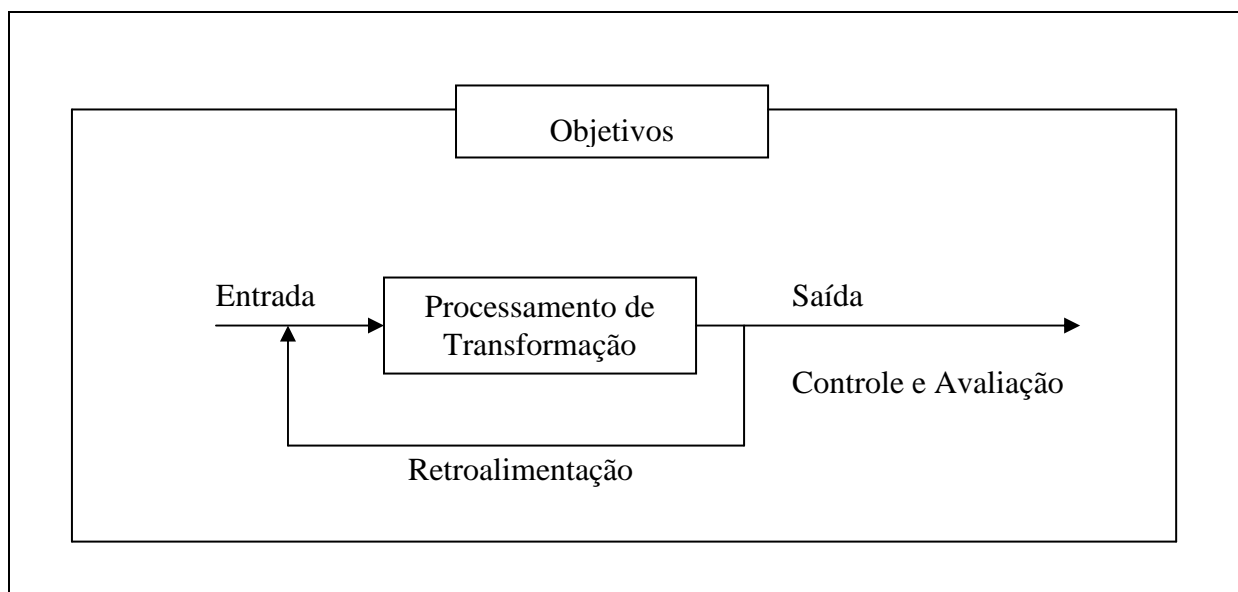 Objetivos
Entrada
Processamento de
Transformação
Saída
Controle e Avaliação
Retroalimentação